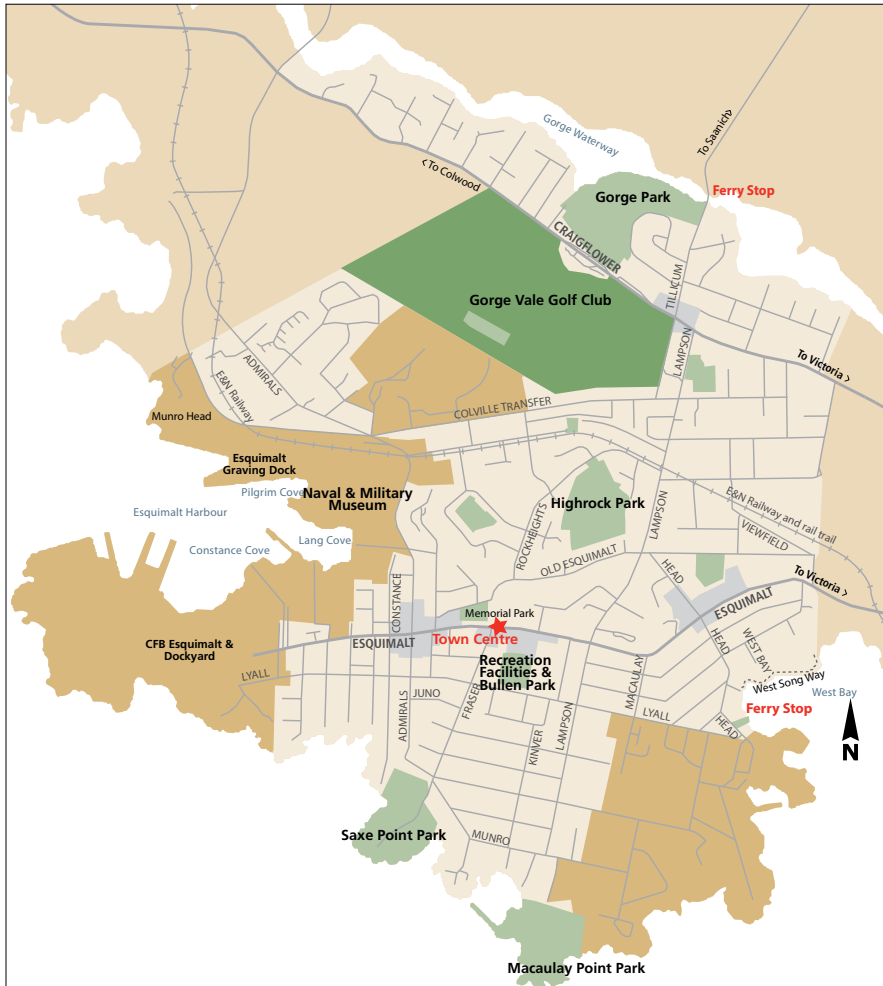 Gorge Waterway
To Saanich>
<To Colwood
Ferry Stop
Gorge Park
CRAIGFLOWER
TILLICUM
Gorge Vale Golf Club
LAMPSON
To Victoria >
ADMIRALS
E&N Railway
COLVILLE TRANSFER
Munro Head
Esquimalt
Graving Dock
Pilgrim Cove
Naval & Military
Museum
Highrock Park
E&N Railway and rail trail
Esquimalt Harbour
ROCKHEIGHTS
LAMPSON
VIEWFIELD
Constance Cove
Lang Cove
OLD ESQUIMALT
HEAD
To Victoria >
CONSTANCE
Memorial Park
ESQUIMALT
CFB Esquimalt &
Dockyard
ESQUIMALT
Town Centre
HEAD
WEST BAY
Recreation
Facilities &
Bullen Park
MACAULAY
LYALL
West Song Way
West Bay
JUNO
FRASER
ADMIRALS
LYALL
HEAD
Ferry Stop
KINVER
LAMPSON
N
Saxe Point Park
MUNRO
Macaulay Point Park